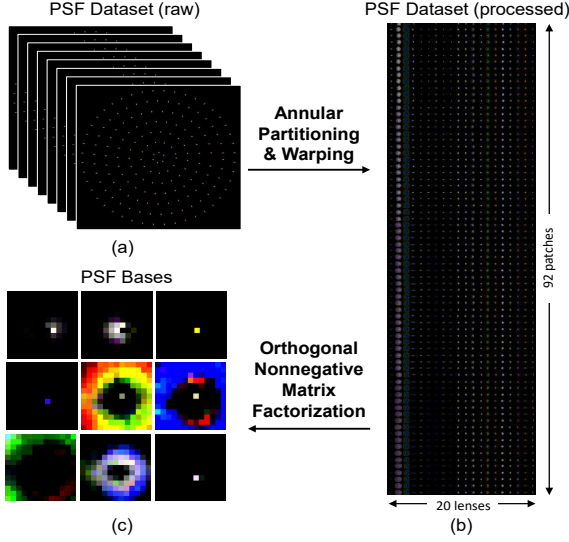 PSF Dataset (raw)
PSF Dataset (processed)
Annular
Partitioning
& Warping
(a)
PSF Bases
92 patches
Orthogonal
Nonnegative
Matrix
Factorization
20 lenses
(c)
(b)